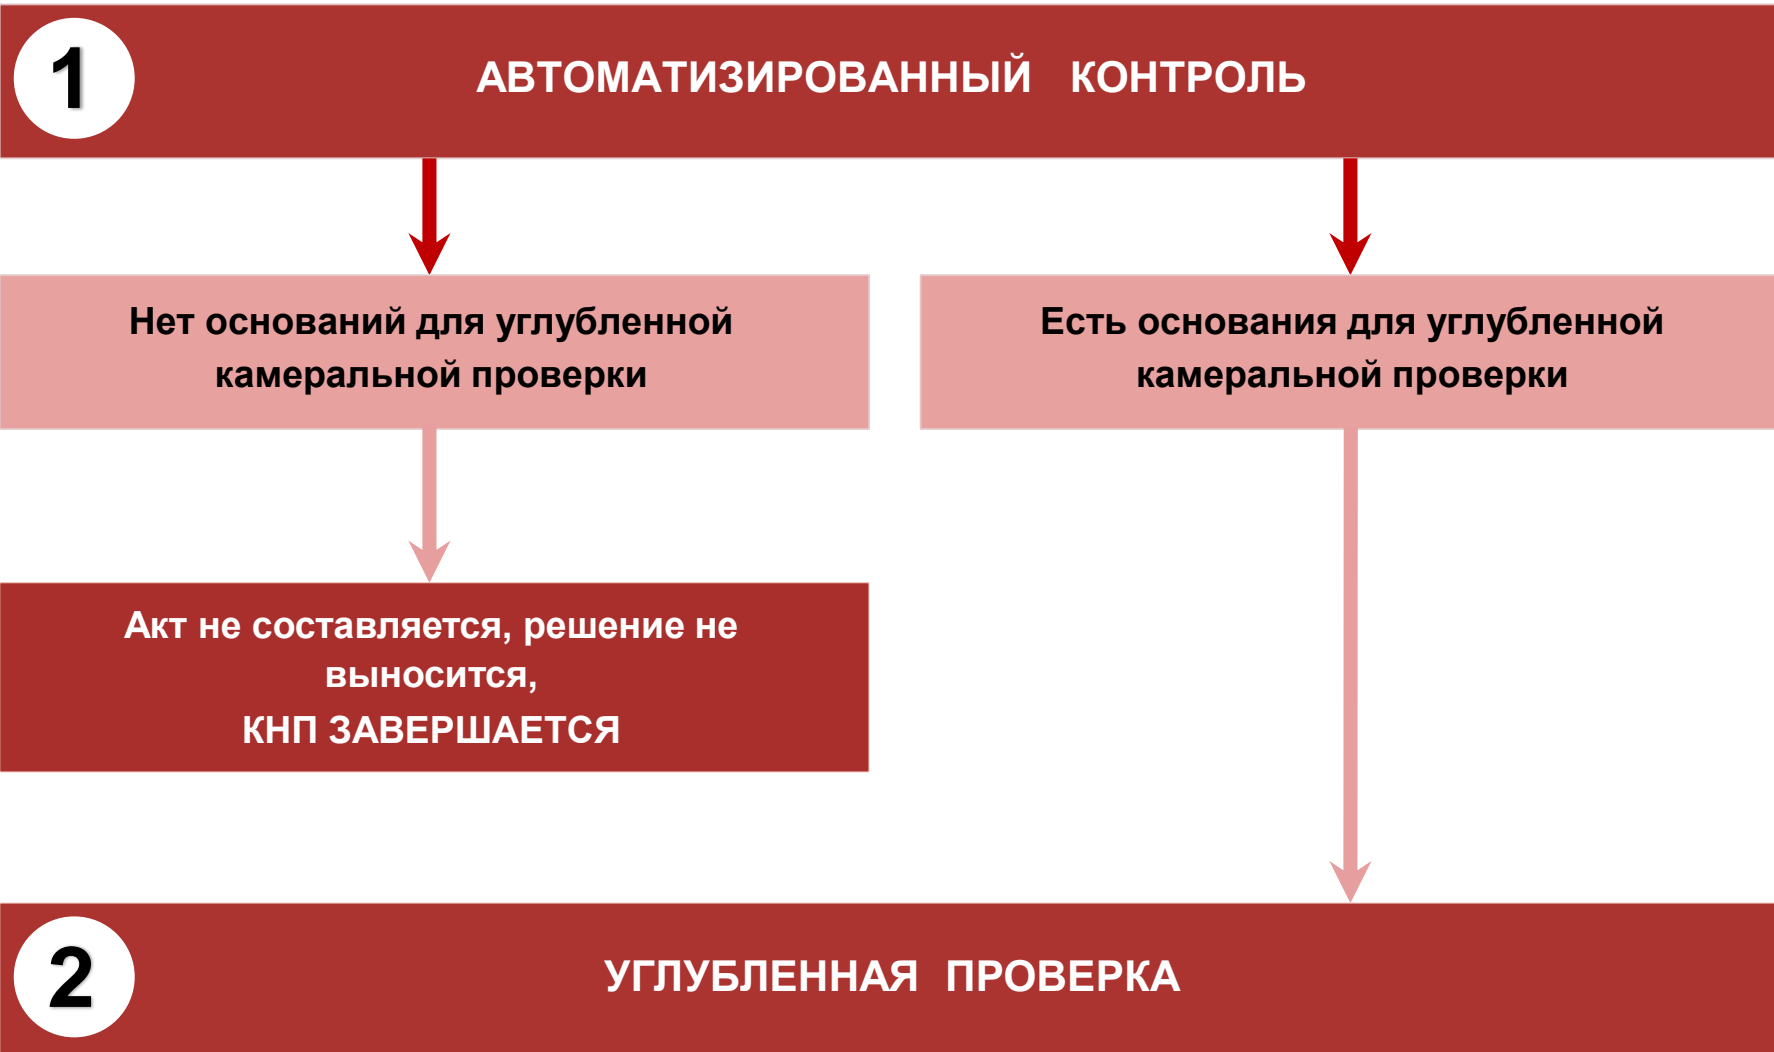 1
АВТОМАТИЗИРОВАННЫЙ КОНТРОЛЬ
Нет оснований для углубленной
камеральной проверки
Есть основания для углубленной
камеральной проверки
Акт не составляется, решение не
выносится,
КНП ЗАВЕРШАЕТСЯ
2
УГЛУБЛЕННАЯ ПРОВЕРКА